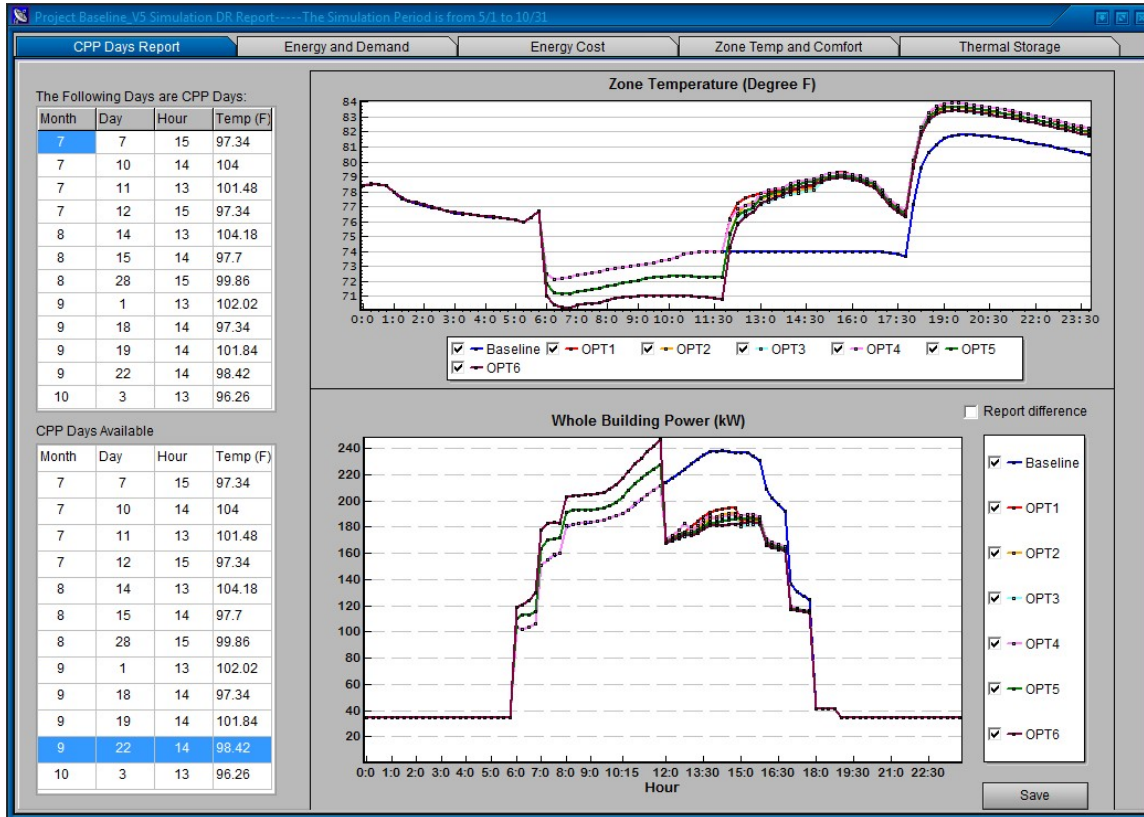 Project Baseline_V5 Simulation DR Report-----The Simulation Period is from 5/1 to 10/31
CPP Days Report Energy and Demand Energy Cost Zone Temp and Comfort Thermal Storage
The Following Days are CPP Days:
Month Day Hour Temp (F)
7 7 15 97.34
7 10 14 104
7 11 13 101.48
7 12 15 97.34
8 14 13 104.18
8 15 14 97.7
8 28 15 99.86
9 1 13 102.02
9 18 14 97.34
9 19 14 101.84
9 22 14 98.42
10 3 13 96.26
CPP Days Available
Month Day Hour Temp (F)
7 7 15 97.34
7 10 14 104
7 11 13 101.48
7 12 15 97.34
8 14 13 104.18
8 15 14 97.7
8 28 15 99.86
9 1 13 102.02
9 18 14 97.34
9 19 14 101.84
9 22 14 98.42
10 3 13 96.26
Zone Temperature (Degree F)
84
83
82
81
80
79
78
77
76
75
74
73
72
71
0:0 1:0 2:0 3:0 4:0 5:0 6:0 7:0 8:0 9:0 10:0 11:30 13:0 14:30 16:0 17:30 19:0 20:30 22:0 23:30
Baseline OPT1 OPT2 OPT3 OPT4 OPT5
OPT6
Whole Building Power (kW)
Report difference
240
220
200
180
160
140
120
100
80
60
40
20
0:0 1:0 2:0 3:0 4:0 5:0 6:0 7:0 8:0 9:0 10:15 12:0 13:30 15:0 16:30 18:0 19:30 21:0 22:30
Hour
Baseline
OPT1
OPT2
OPT3
OPT4
OPT5
OPT6
Save